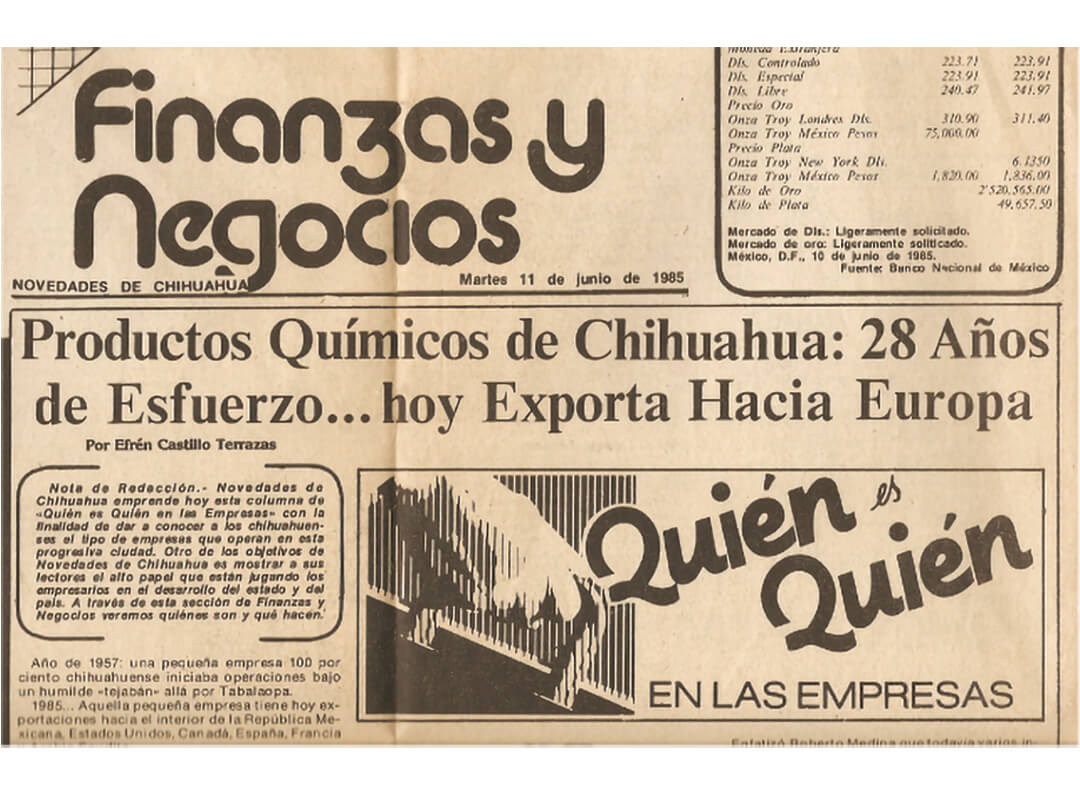 Finanzas y
Negocios
NOVEDADES DE CHIHUAHUA
Martes 11 de junio de 1985
Moneda Extranjera
Dls. Controlado 223.71 223.91
Dls. Especial 223.91 223.91
Dls. Libre 240.47 241.97
Precio Oro
Onza Troy Londres Dls. 310.90 311.40
Onza Troy México Pesos 75,000.00
Precio Plata
Onza Troy New York Dls. 6.1350
Onza Troy México Pesos 1,820.00 1,836.00
Kilo de Oro 2'520,565.00
Kilo de Plata 49,657.50
Mercado de Dls.: Ligeramente solicitado.
Mercado de oro: Ligeramente soliticado.
México, D.F., 10 de junio de 1985.
Fuente: Banco Nacional de México
Productos Químicos de Chihuahua: 28 Años
de Esfuerzo... hoy Exporta Hacia Europa
Por Efrén Castillo Terrazas
Nota de Redacción.- Novedades de
Chihuahua emprende hoy esta columna de
«Quién es Quién en las Empresas» con la
finalidad de dar a conocer a los chihuahuen-
ses el tipo de empresas que operan en esta
progresiva ciudad. Otro de los objetivos de
Novedades de Chihuahua es mostrar a sus
lectores el alto papel que están jugando los
empresarios en el desarrollo del estado y del
país. A través de esta sección de Finanzas y
Negocios veremos quiénes son y qué hacen.
Año de 1957: una pequeña empresa 100 por
ciento chihuahuense iniciaba operaciones bajo
un humilde «tejabán» allá por Tabalaopa.
1985... Aquella pequeña empresa tiene hoy ex-
portaciones hacia el interior de la República Me-
xicana, Estados Unidos, Canadá, España, Francia
Quién es
Quién
EN LAS EMPRESAS
Enfatizó Roberto Medina que todavía varios in-